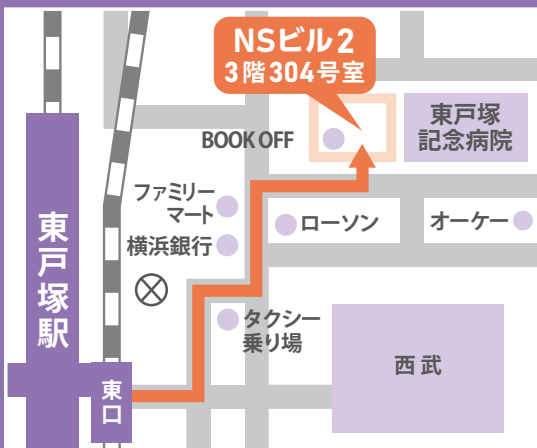 NSビル2
3階304号室
東戸塚
記念病院
BOOK OFF
ファミリー
マート
ローソン
オーケー
横浜銀行
東戸塚駅
タクシー
乗り場
西武
東口